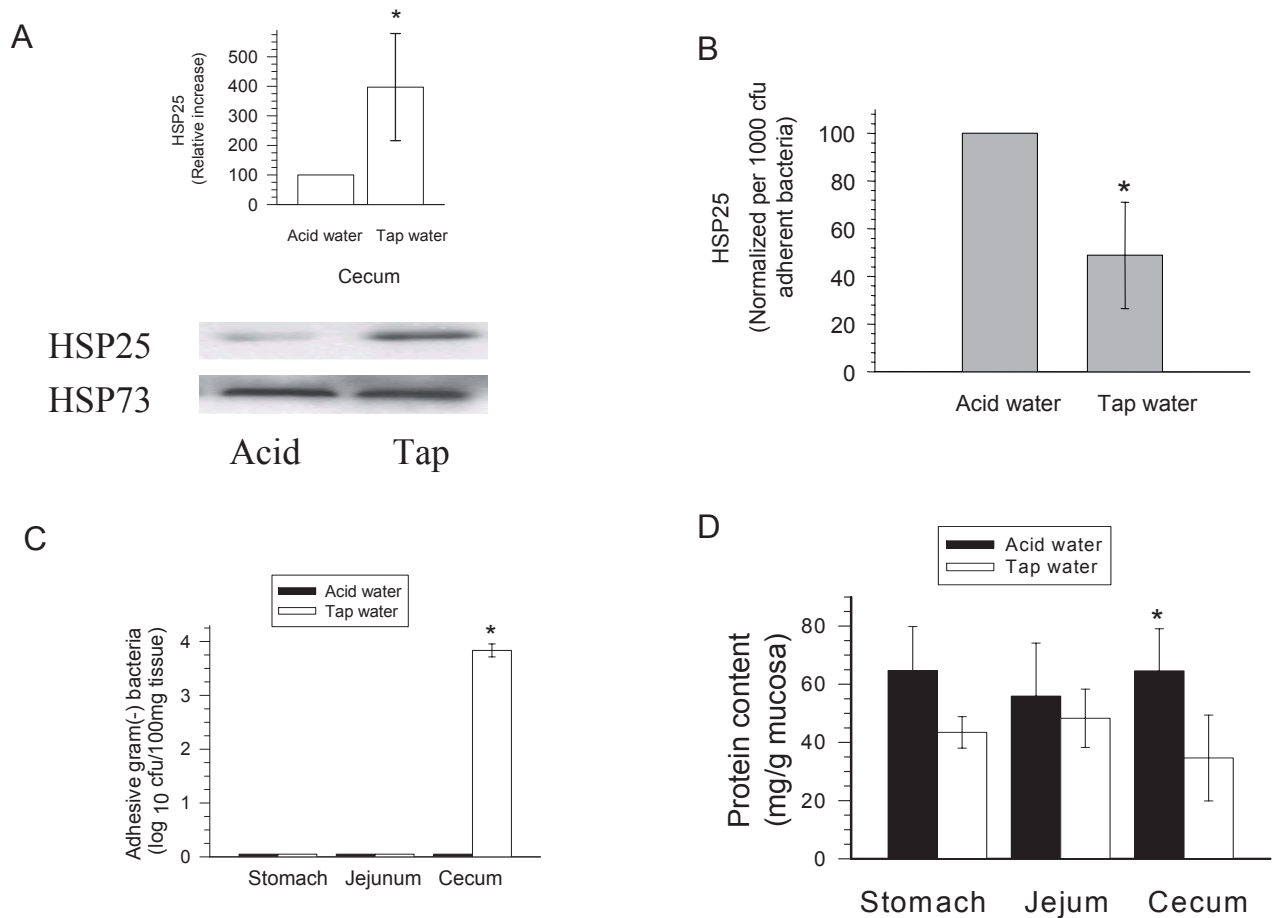 A
*
HSP25
(Relative increase)
500
400
300
200
100
0
Acid water Tap water
Cecum
HSP25
HSP73
Acid Tap
B
HSP25
(Normalized per 1000 cfu
adherent bacteria)
100
80
60
40
20
0
*
Acid water Tap water
C
Acid water
Tap water
Adhesive gram(-) bacteria
(log 10 cfu/100mg tissue)
4
3
2
1
0
*
Stomach Jejunum Cecum
D
Acid water
Tap water
Protein content
(mg/g mucosa)
80
60
40
20
0
*
Stomach Jejum Cecum